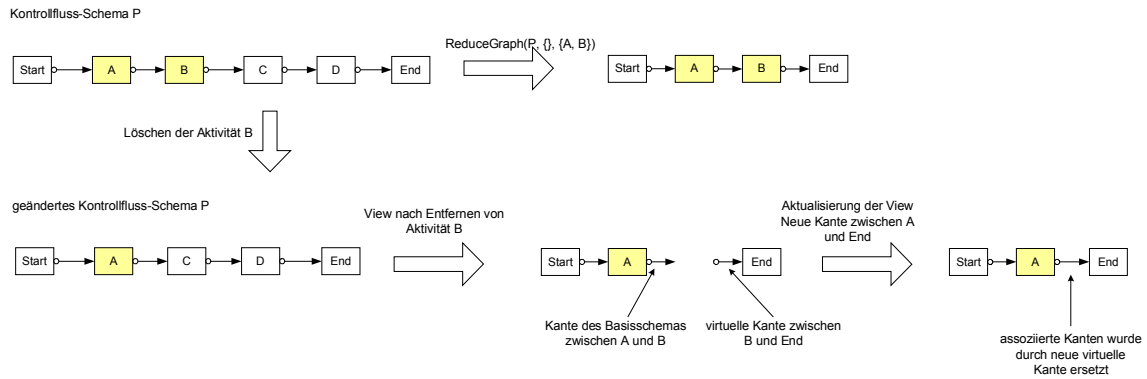 Kontrollfluss-Schema P
ReduceGraph(P, {}, {A, B})
Start A B C D End
Start A B End
Löschen der Aktivität B
geändertes Kontrollfluss-Schema P
View nach Entfernen von
Aktivität B
Aktualisierung der View
Neue Kante zwischen A
und End
Start A C D End
Start A End
Start A End
Kante des Basisschemas
zwischen A und B
virtuelle Kante zwischen
B und End
assoziierte Kanten wurde
durch neue virtuelle
Kante ersetzt